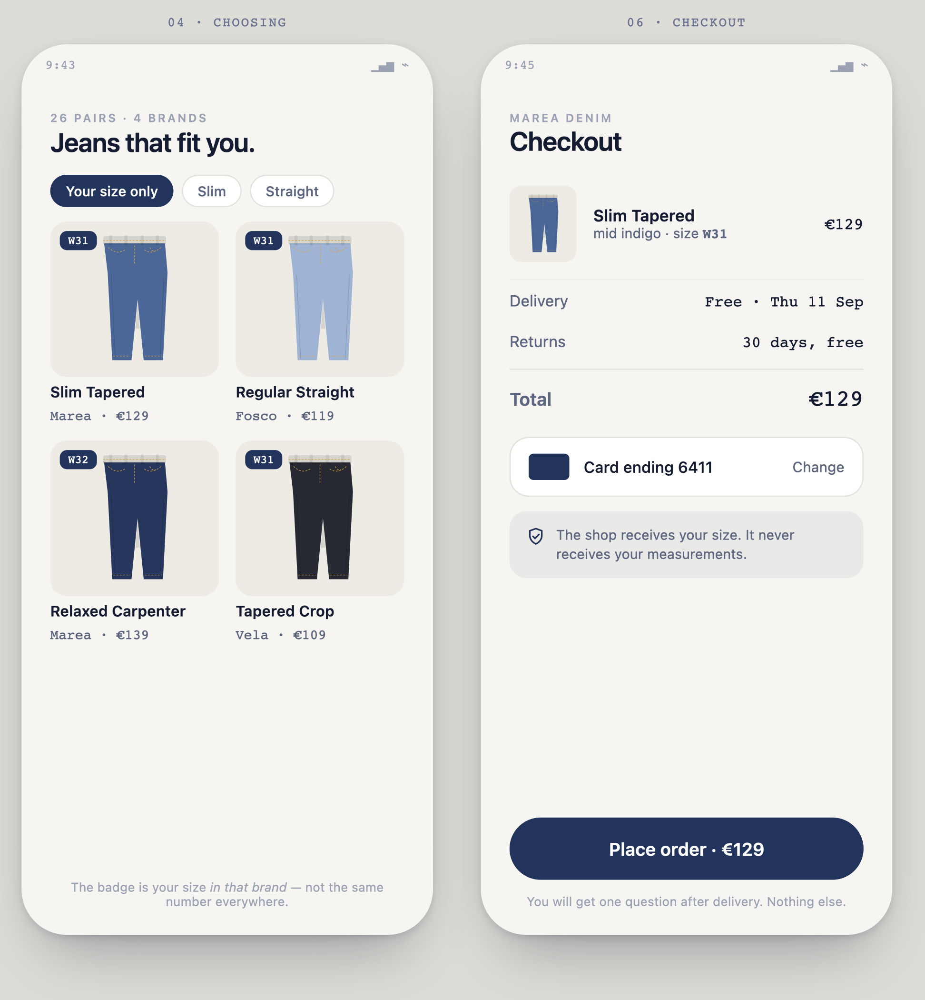 04 · CHOOSING
9:43
26 PAIRS · 4 BRANDS
Jeans that fit you.
Your size only
Slim
Straight
W31
W31
Slim Tapered
Regular Straight
Marea · €129
Fosco · €119
W32
W31
Relaxed Carpenter
Tapered Crop
Marea · €139
Vela · €109
The badge is your size in that brand — not the same
number everywhere.
06 · CHECKOUT
9:45
MAREA DENIM
Checkout
Slim Tapered
mid indigo · size W31
€129
Delivery
Free · Thu 11 Sep
Returns
30 days, free
Total
€129
Card ending 6411
Change
The shop receives your size. It never
receives your measurements.
Place order · €129
You will get one question after delivery. Nothing else.